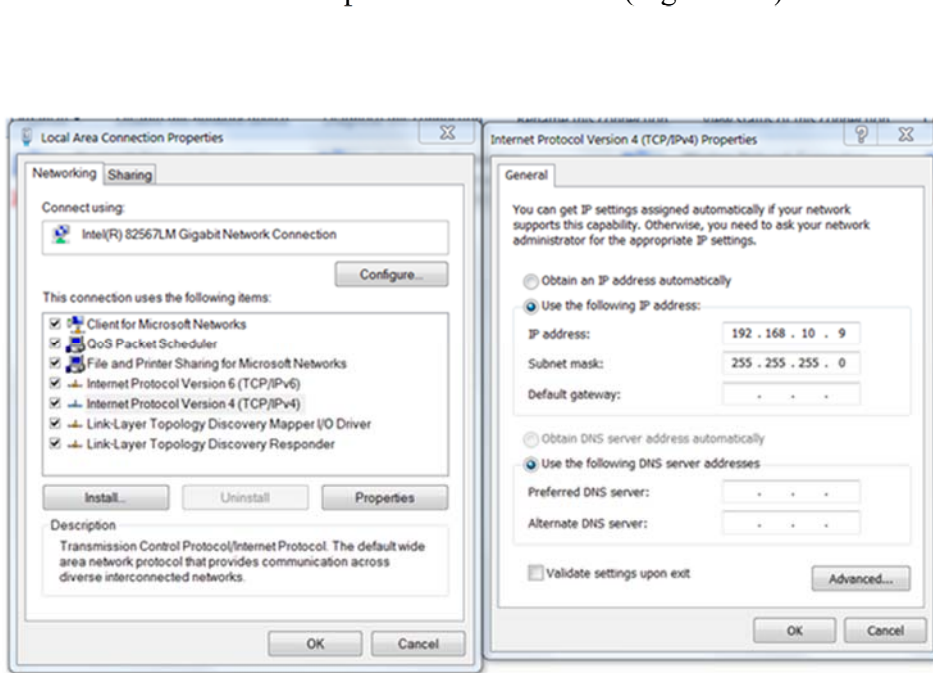 Local Area Connection Properties
Networking Sharing
Connect using:
Intel(R) 82567LM Gigabit Network Connection
Configure...
This connection uses the following items:
Client for Microsoft Networks
QoS Packet Scheduler
File and Printer Sharing for Microsoft Networks
Internet Protocol Version 6 (TCP/IPv6)
Internet Protocol Version 4 (TCP/IPv4)
Link-Layer Topology Discovery Mapper I/O Driver
Link-Layer Topology Discovery Responder
Install... Uninstall Properties
Description
Transmission Control Protocol/Internet Protocol. The default wide
area network protocol that provides communication across
diverse interconnected networks.
OK Cancel
Internet Protocol Version 4 (TCP/IPv4) Properties
General
You can get IP settings assigned automatically if your network
supports this capability. Otherwise, you need to ask your network
administrator for the appropriate IP settings.
Obtain an IP address automatically
Use the following IP address:
IP address: 192 . 168 . 10 . 9
Subnet mask: 255 . 255 . 255 . 0
Default gateway: . . .
Obtain DNS server address automatically
Use the following DNS server addresses
Preferred DNS server: . . .
Alternate DNS server: . . .
Validate settings upon exit
Advanced...
OK Cancel